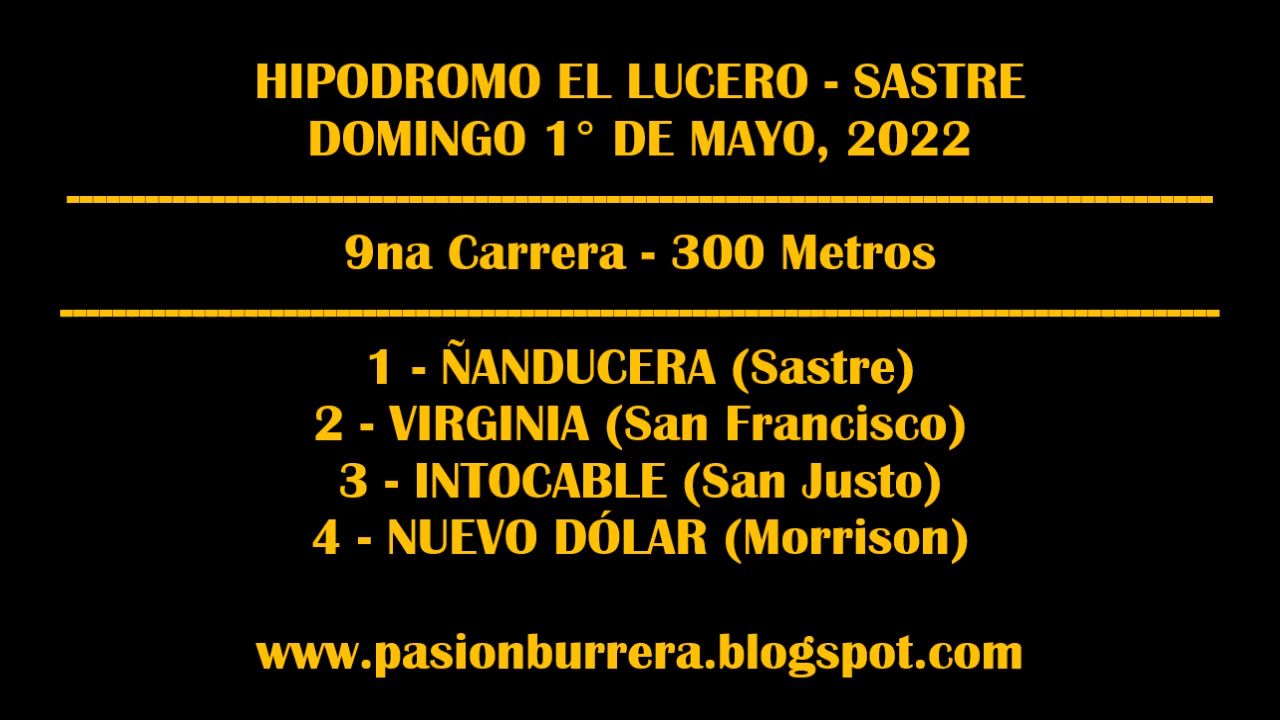 HIPODROMO EL LUCERO - SASTRE
DOMINGO 1° DE MAYO, 2022
9na Carrera - 300 Metros
1 - ÑANDUCERA (Sastre)
2 - VIRGINIA (San Francisco)
3 - INTOCABLE (San Justo)
4 - NUEVO DÓLAR (Morrison)
www.pasionburrera.blogspot.com